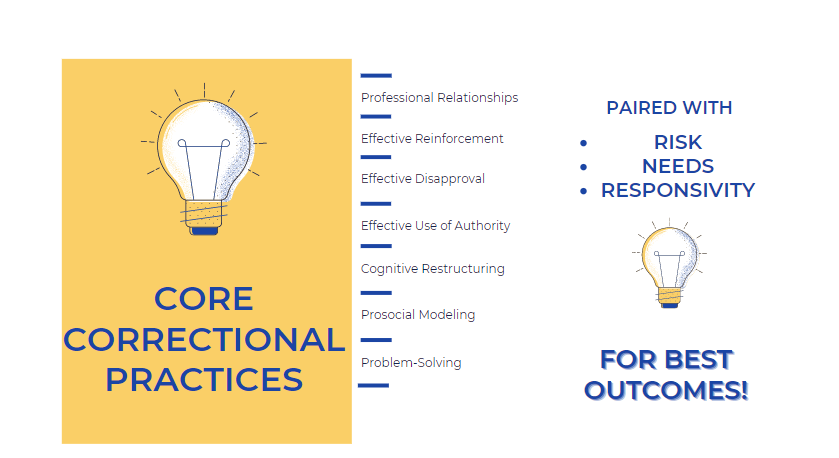 CORE
CORRECTIONAL
PRACTICES
Professional Relationships
Effective Reinforcement
Effective Disapproval
Effective Use of Authority
Cognitive Restructuring
Prosocial Modeling
Problem-Solving
PAIRED WITH
• RISK
• NEEDS
• RESPONSIVITY
FOR BEST
OUTCOMES!